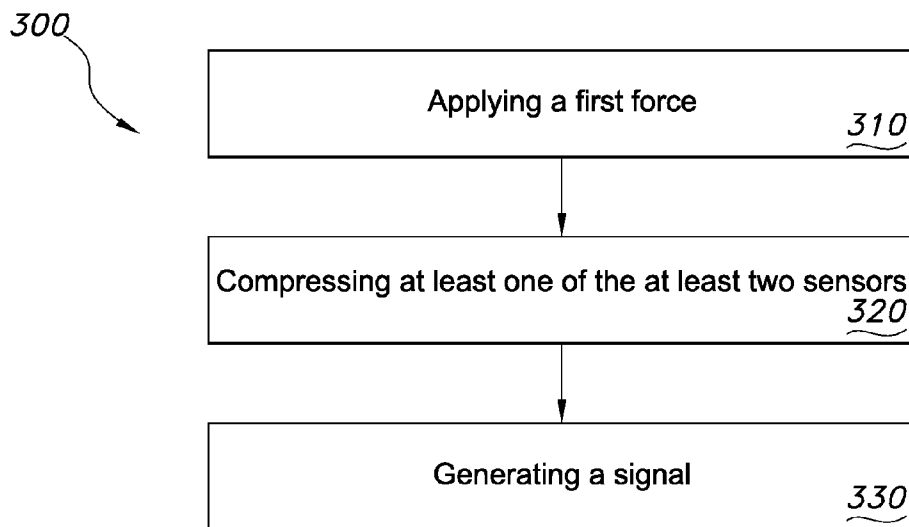 300
Applying a first force
310
Compressing at least one of the at least two sensors
320
Generating a signal
330